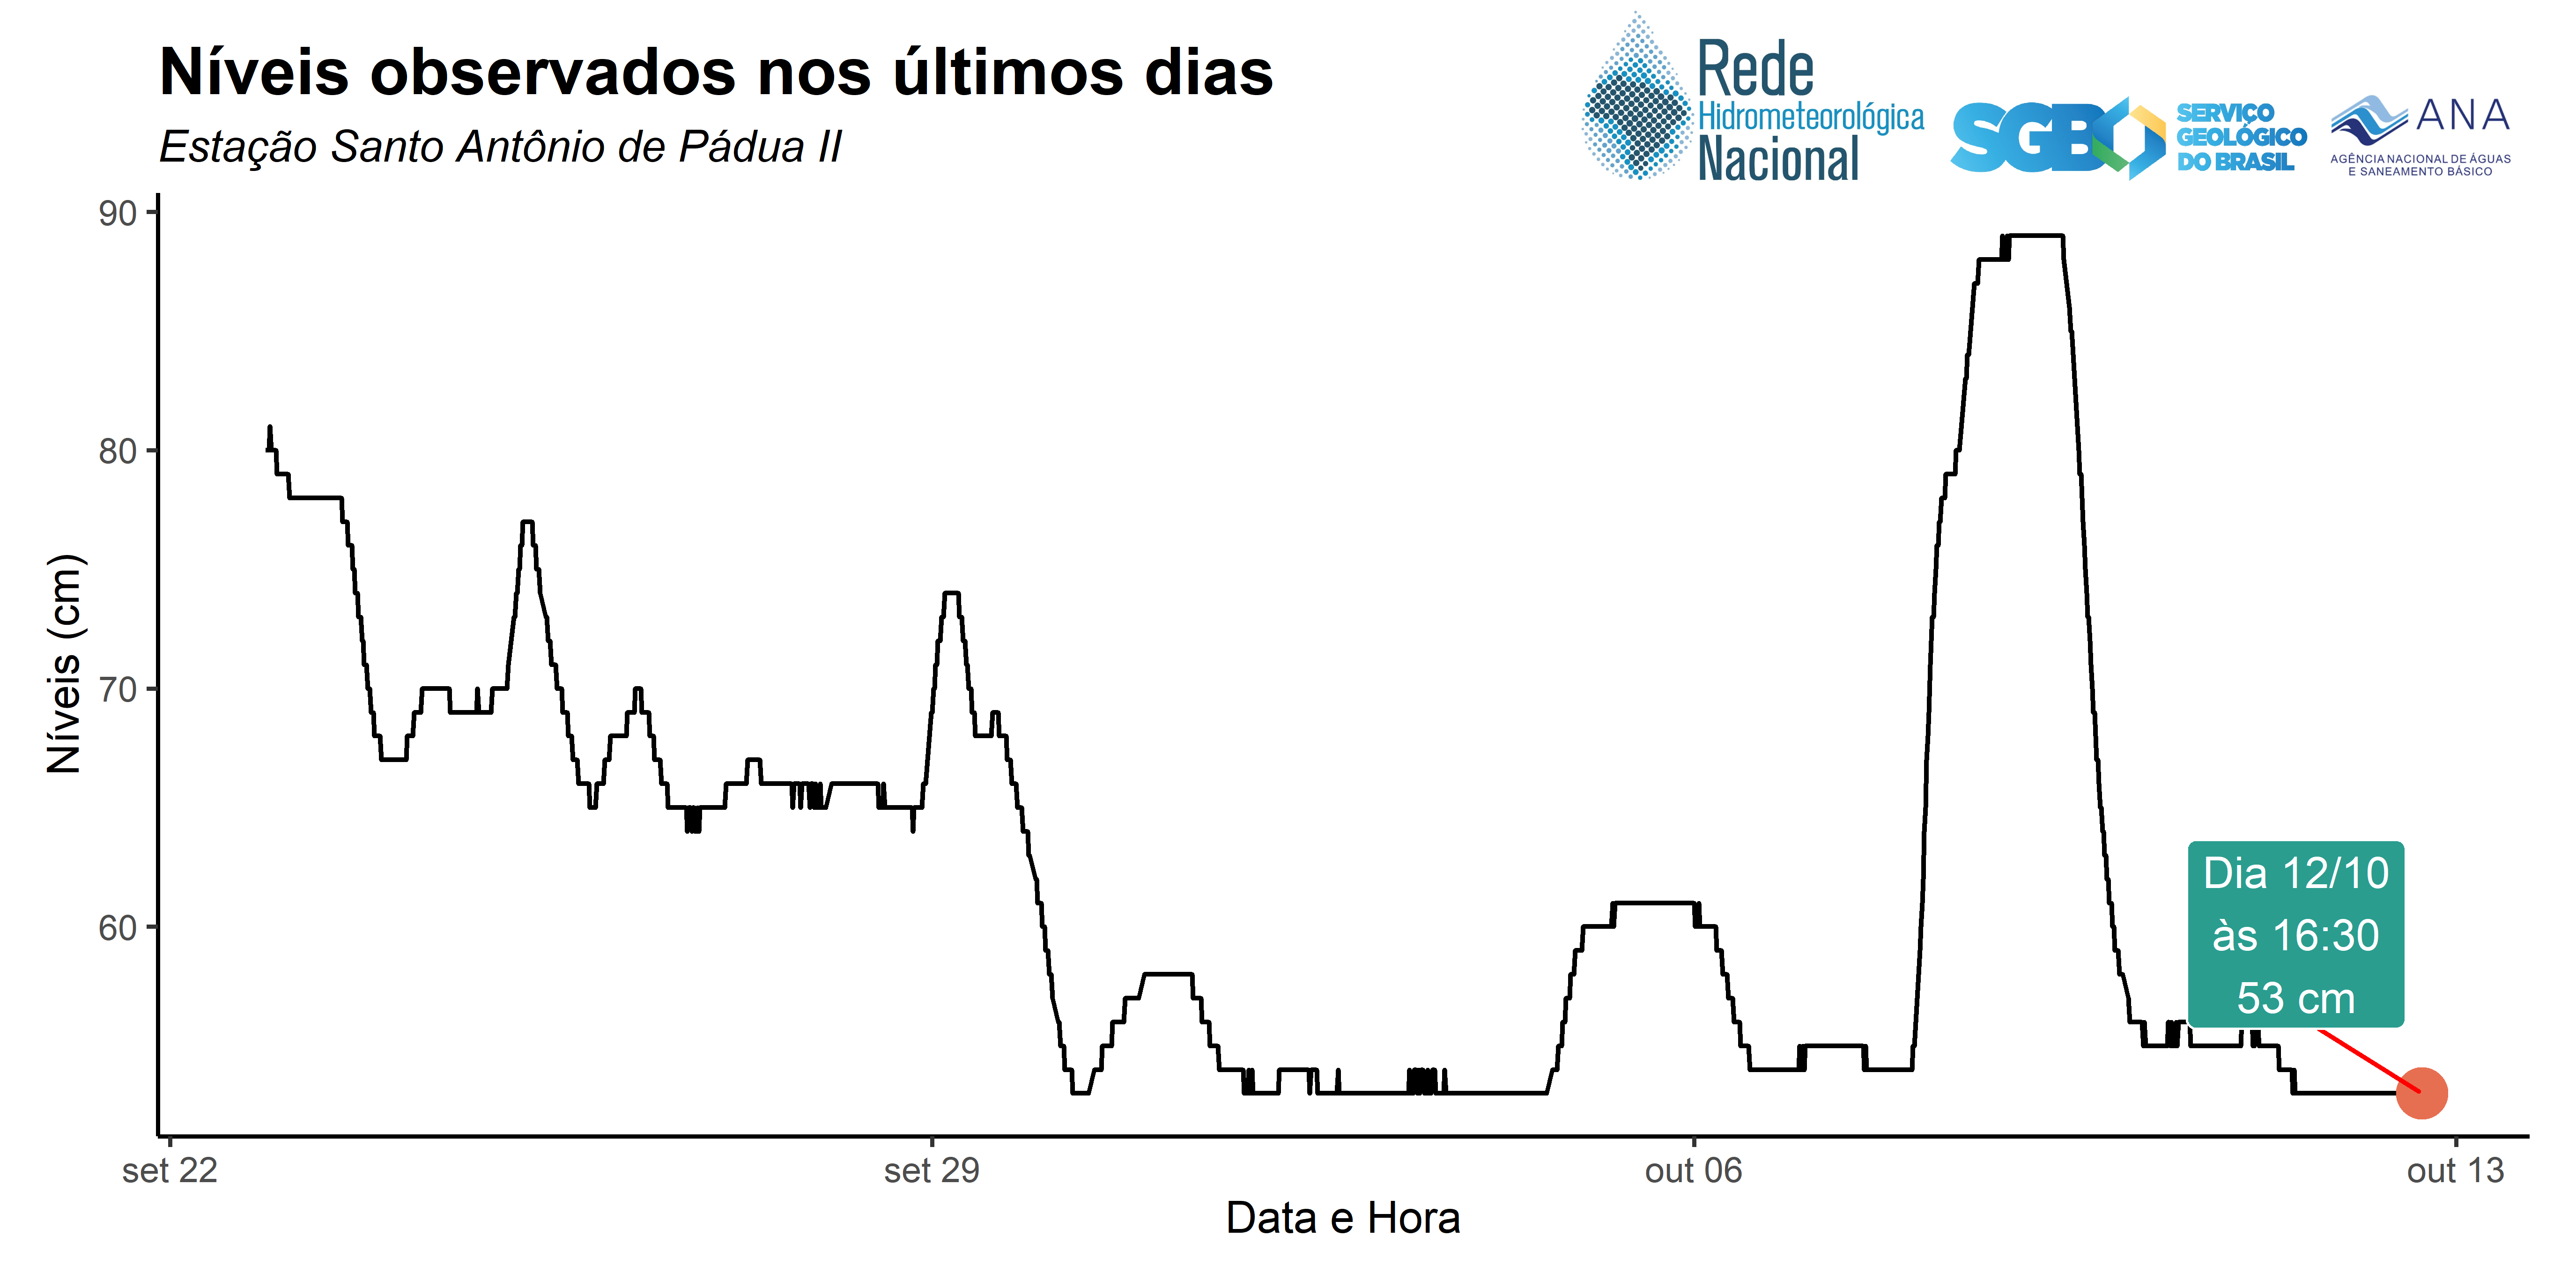 Níveis observados nos últimos dias
Estação Santo Antônio de Pádua II
Rede
Hidrometeorológica
Nacional
SGB
SERVIÇO
GEOLÓGICO
DO BRASIL
ANA
AGÊNCIA NACIONAL DE ÁGUAS
E SANEAMENTO BÁSICO
Níveis (cm)
90
80
70
60
Dia 12/10
às 16:30
53 cm
set 22
set 29
out 06
out 13
Data e Hora